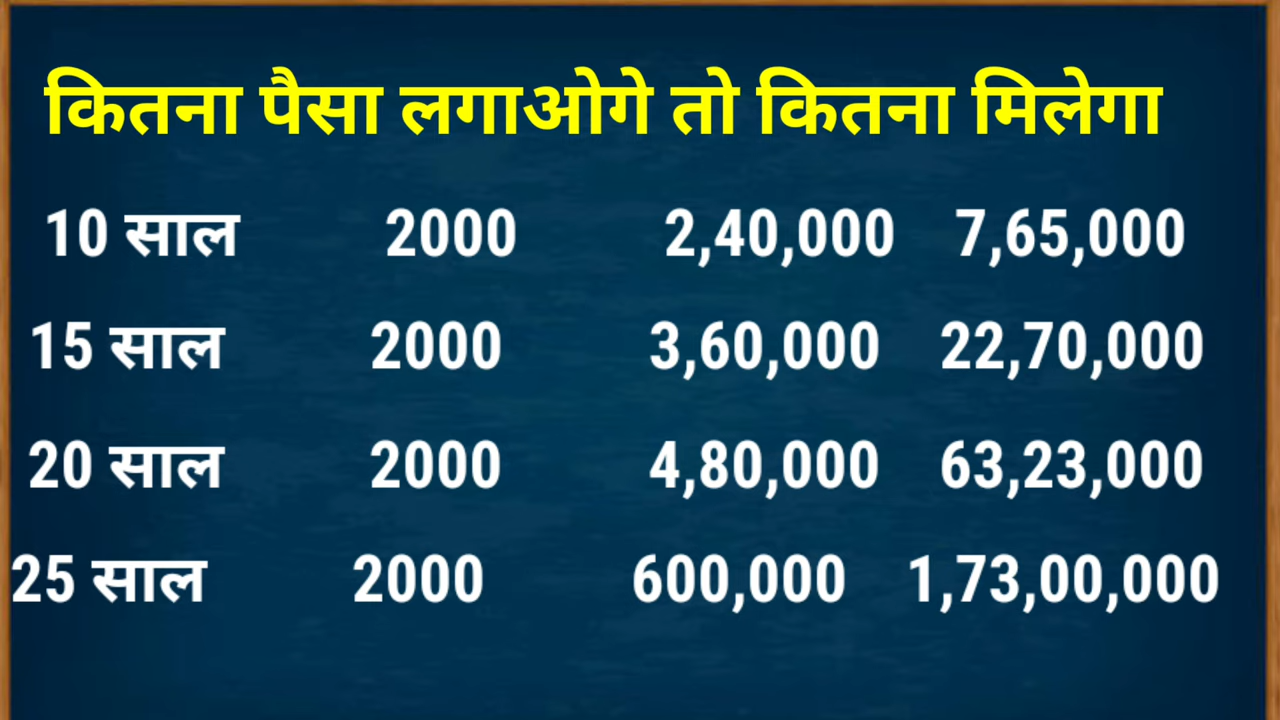 कितना पैसा लगाओगे तो कितना मिलेगा
10 साल 2000 2,40,000 7,65,000
15 साल 2000 3,60,000 22,70,000
20 साल 2000 4,80,000 63,23,000
25 साल 2000 600,000 1,73,00,000